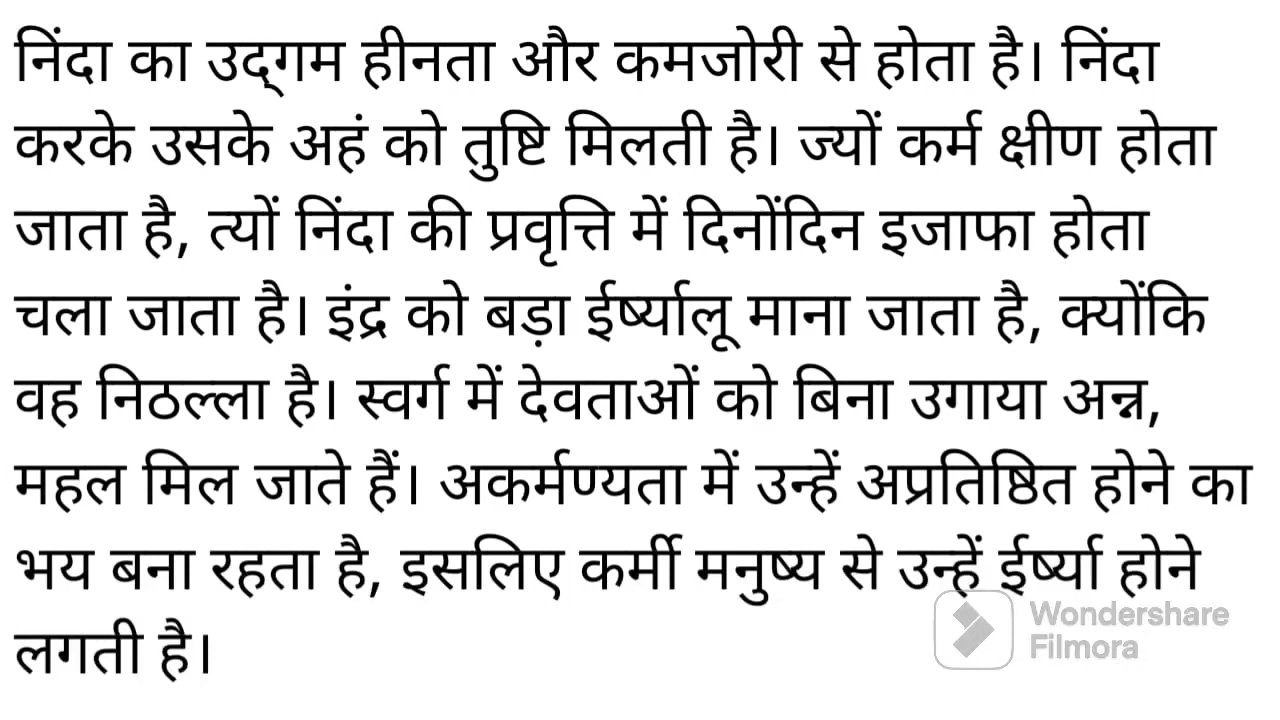 निंदा का उद्‌गम हीनता और कमजोरी से होता है। निंदा
करके उसके अहं को तुष्टि मिलती है। ज्यों कर्म क्षीण होता
जाता है, त्यों निंदा की प्रवृत्ति में दिनोंदिन इजाफा होता
चला जाता है। इंद्र को बड़ा ईर्ष्यालू माना जाता है, क्योंकि
वह निठल्ला है। स्वर्ग में देवताओं को बिना उगाया अन्न,
महल मिल जाते हैं। अकर्मण्यता में उन्हें अप्रतिष्ठित होने का
भय बना रहता है, इसलिए कर्मी मनुष्य से उन्हें ईर्ष्या होने
लगती है।
Wondershare
Filmora